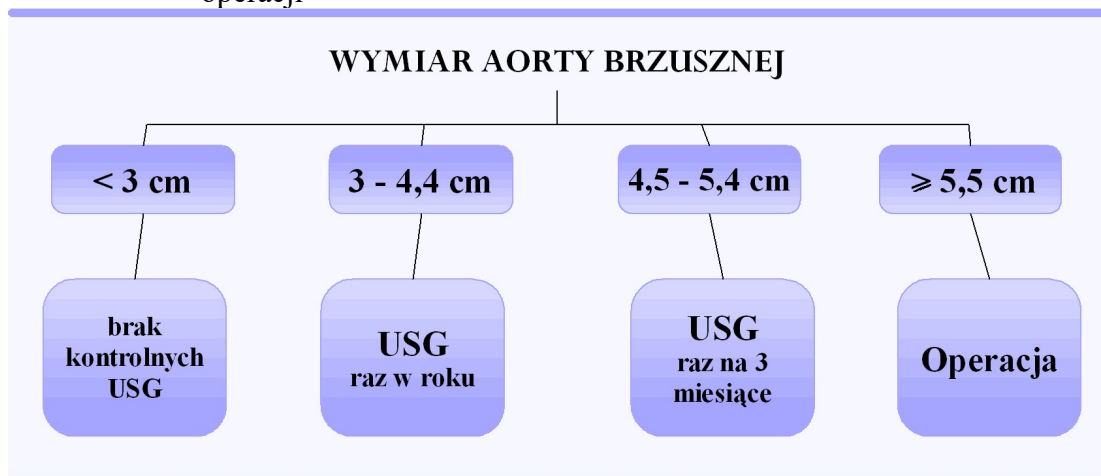 operacji
WYMIAR AORTY BRZUSZNEJ
< 3 cm
3 - 4,4 cm
4,5 - 5,4 cm
⩾ 5,5 cm
brak
kontrolnych
USG
USG
raz w roku
USG
raz na 3
miesiące
Operacja